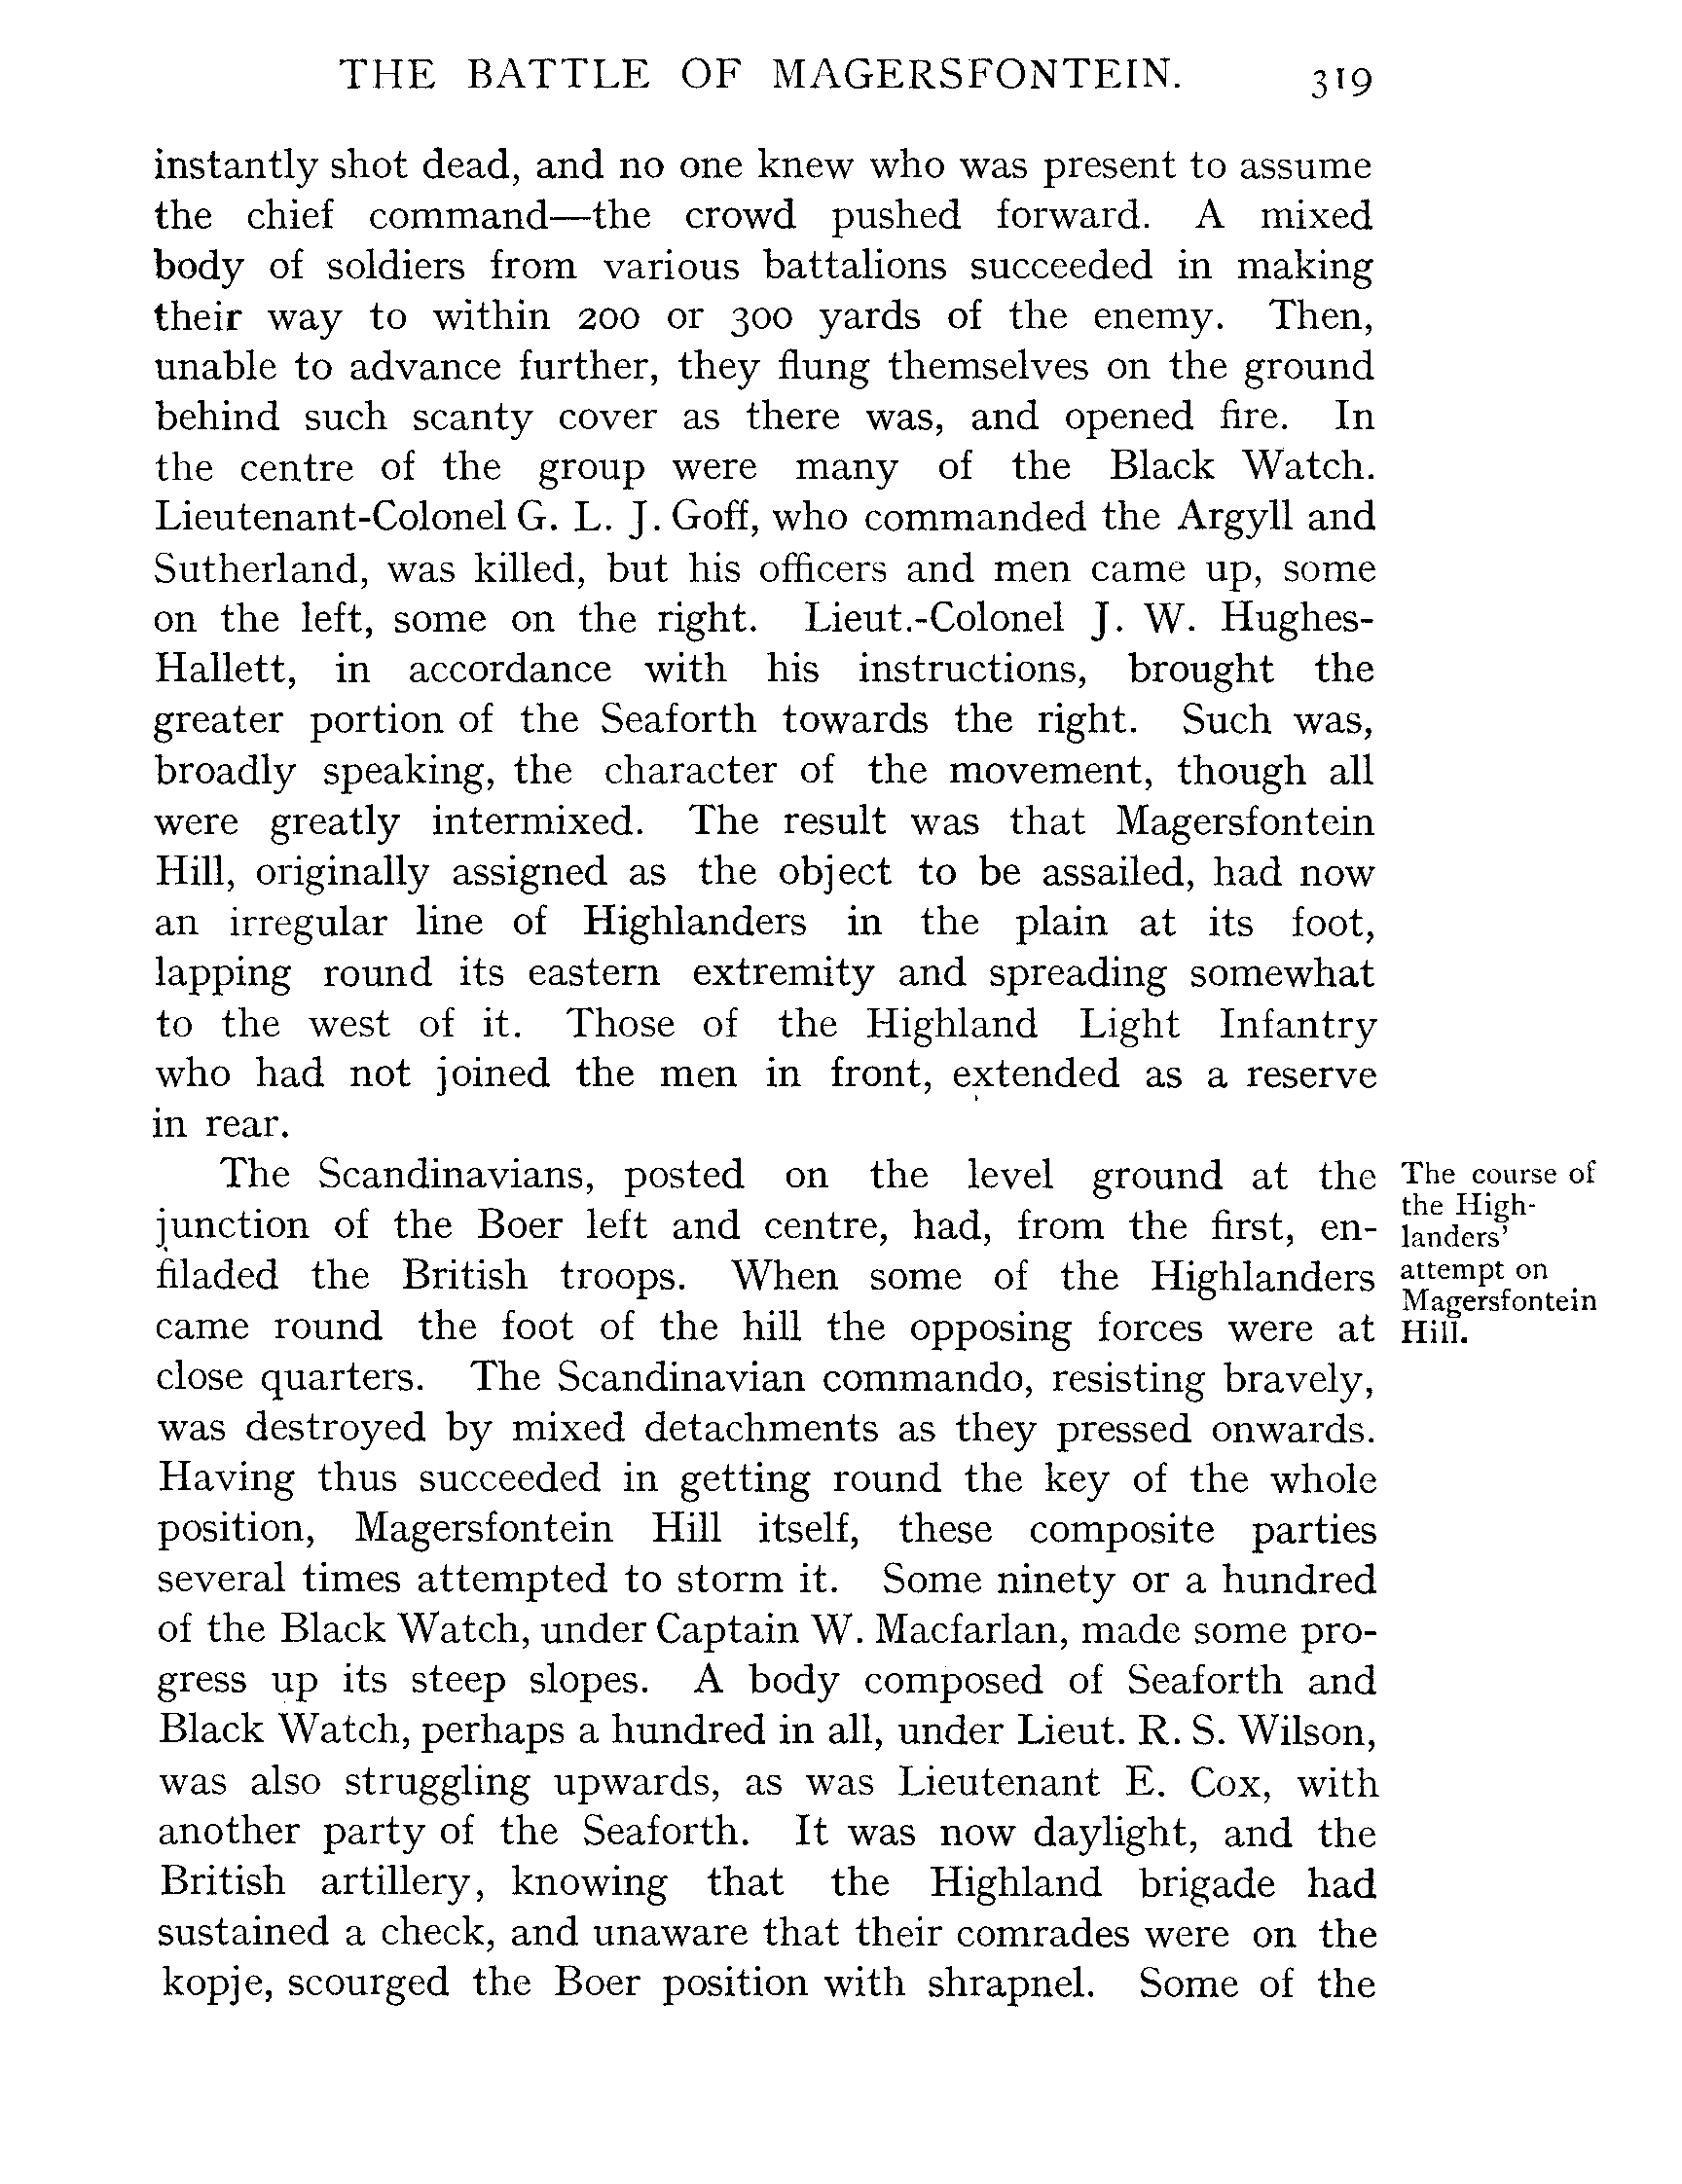 THE BATTLE OF MAGERSFONTEIN. 319
instantly shot dead, and no one knew who was present to assume
the chief command—the crowd pushed forward. A mixed
body of soldiers from various battalions succeeded in making
their way to within 200 or 300 yards of the enemy. Then,
unable to advance further, they flung themselves on the ground
behind such scanty cover as there was, and opened fire. In
the centre of the group were many of the Black Watch.
Lieutenant-Colonel G. L. J. Goff, who commanded the Argyll and
Sutherland, was killed, but his officers and men came up, some
on the left, some on the right. Lieut.-Colonel J. W. Hughes-
Hallett, in accordance with his instructions, brought the
greater portion of the Seaforth towards the right. Such was,
broadly speaking, the character of the movement, though all
were greatly intermixed. The result was that Magersfontein
Hill, originally assigned as the object to be assailed, had now
an irregular line of Highlanders in the plain at its foot,
lapping round its eastern extremity and spreading somewhat
to the west of it. Those of the Highland Light Infantry
who had not joined the men in front, extended as a reserve
in rear.
The Scandinavians, posted on the level ground at the
junction of the Boer left and centre, had, from the first, en-
filaded the British troops. When some of the Highlanders
came round the foot of the hill the opposing forces were at
close quarters. The Scandinavian commando, resisting bravely,
was destroyed by mixed detachments as they pressed onwards.
Having thus succeeded in getting round the key of the whole
position, Magersfontein Hill itself, these composite parties
several times attempted to storm it. Some ninety or a hundred
of the Black Watch, under Captain W. Macfarlan, made some pro-
gress up its steep slopes. A body composed of Seaforth and
Black Watch, perhaps a hundred in all, under Lieut. R. S. Wilson,
was also struggling upwards, as was Lieutenant E. Cox, with
another party of the Seaforth. It was now daylight, and the
British artillery, knowing that the Highland brigade had
sustained a check, and unaware that their comrades were on the
kopje, scourged the Boer position with shrapnel. Some of the
The course of
the High-
landers'
attempt on
Magersfontein
Hill.